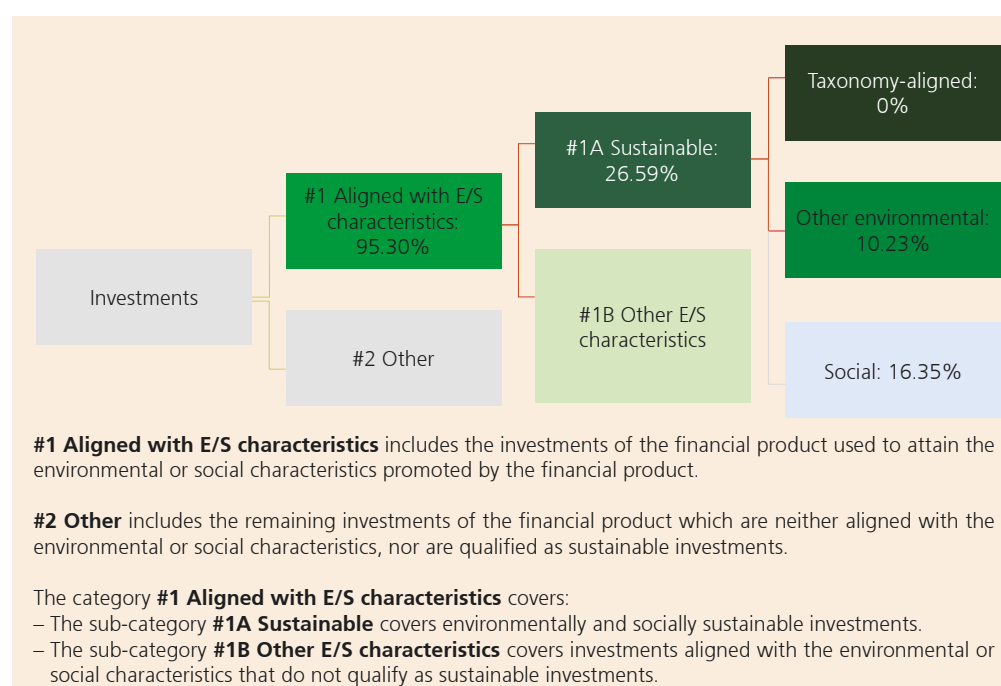 Taxonomy-aligned:
0%
#1A Sustainable:
26.59%
#1 Aligned with E/S
characteristics:
95.30%
Other environmental:
10.23%
Investments
#1B Other E/S
characteristics
#2 Other
Social: 16.35%
#1 Aligned with E/S characteristics includes the investments of the financial product used to attain the
environmental or social characteristics promoted by the financial product.
#2 Other includes the remaining investments of the financial product which are neither aligned with the
environmental or social characteristics, nor are qualified as sustainable investments.
The category #1 Aligned with E/S characteristics covers:
– The sub-category #1A Sustainable covers environmentally and socially sustainable investments.
– The sub-category #1B Other E/S characteristics covers investments aligned with the environmental or
social characteristics that do not qualify as sustainable investments.